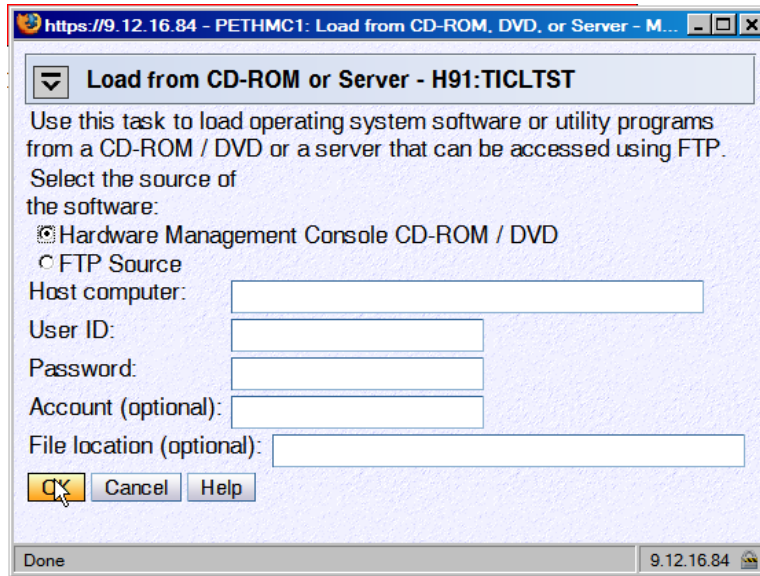 https://9.12.16.84 - PETHMC1: Load from CD-ROM, DVD, or Server - M...
Load from CD-ROM or Server - H91:TICLTST
Use this task to load operating system software or utility programs
from a CD-ROM / DVD or a server that can be accessed using FTP.
Select the source of
the software:
Hardware Management Console CD-ROM / DVD
FTP Source
Host computer:
User ID:
Password:
Account (optional):
File location (optional):
OK Cancel Help
Done 9.12.16.84